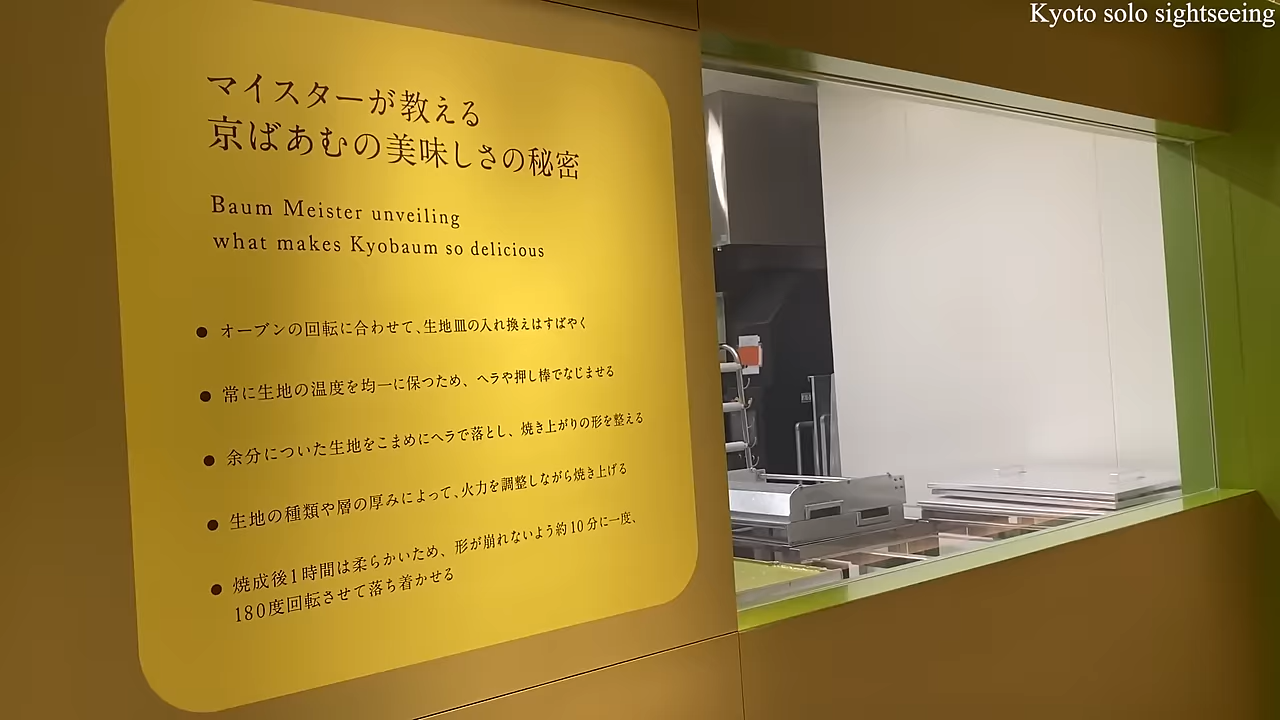 Kyoto solo sightseeing
マイスターが教える
京ばあむの美味しさの秘密
Baum Meister unveiling
what makes Kyobaum so delicious
● オーブンの回転に合わせて、生地皿の入れ換えはすばやく
● 常に生地の温度を均一に保つため、ヘラや押し棒でなじませる
● 余分についた生地をこまめにヘラで落とし、焼き上がりの形を整える
● 生地の種類や層の厚みによって、火力を調整しながら焼き上げる
● 焼成後1時間は柔らかいため、形が崩れないよう約10分に一度、
180度回転させて落ち着かせる